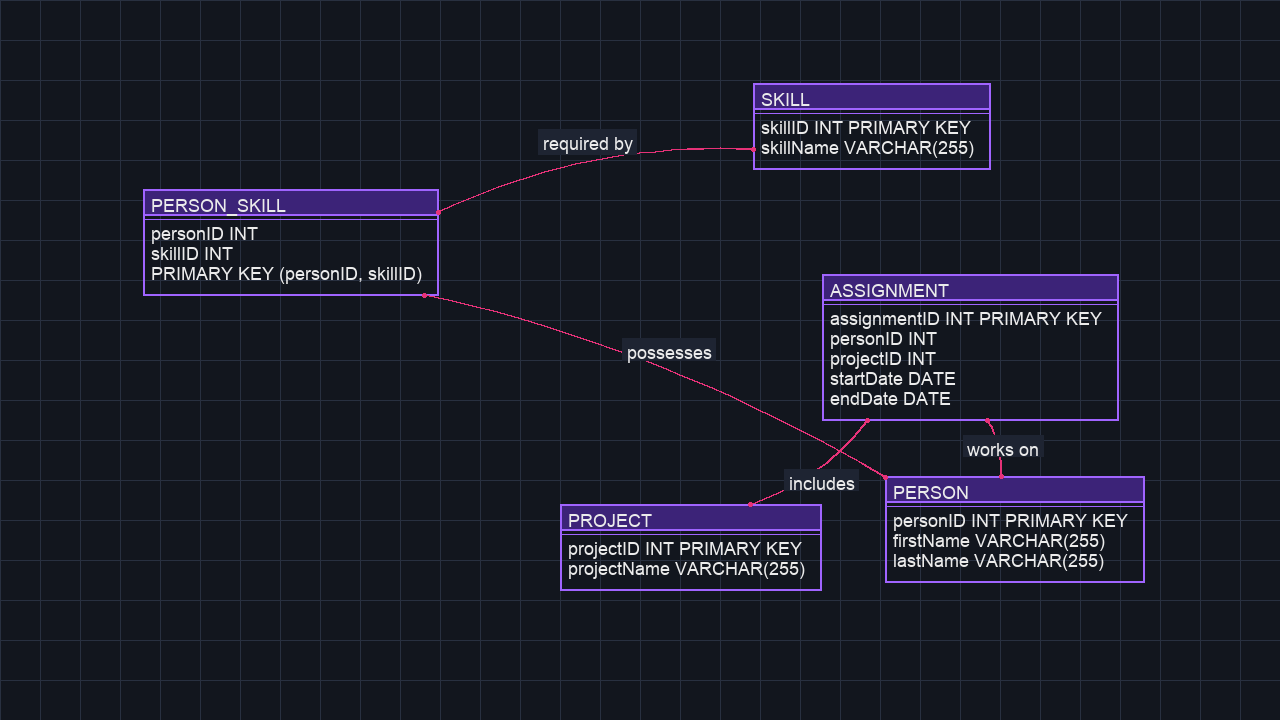 SKILL
skillID INT PRIMARY KEY
skillName VARCHAR(255)
required by
PERSON_SKILL
personID INT
skillID INT
PRIMARY KEY (personID, skillID)
ASSIGNMENT
assignmentID INT PRIMARY KEY
personID INT
projectID INT
startDate DATE
endDate DATE
possesses
works on
includes
PERSON
personID INT PRIMARY KEY
firstName VARCHAR(255)
lastName VARCHAR(255)
PROJECT
projectID INT PRIMARY KEY
projectName VARCHAR(255)